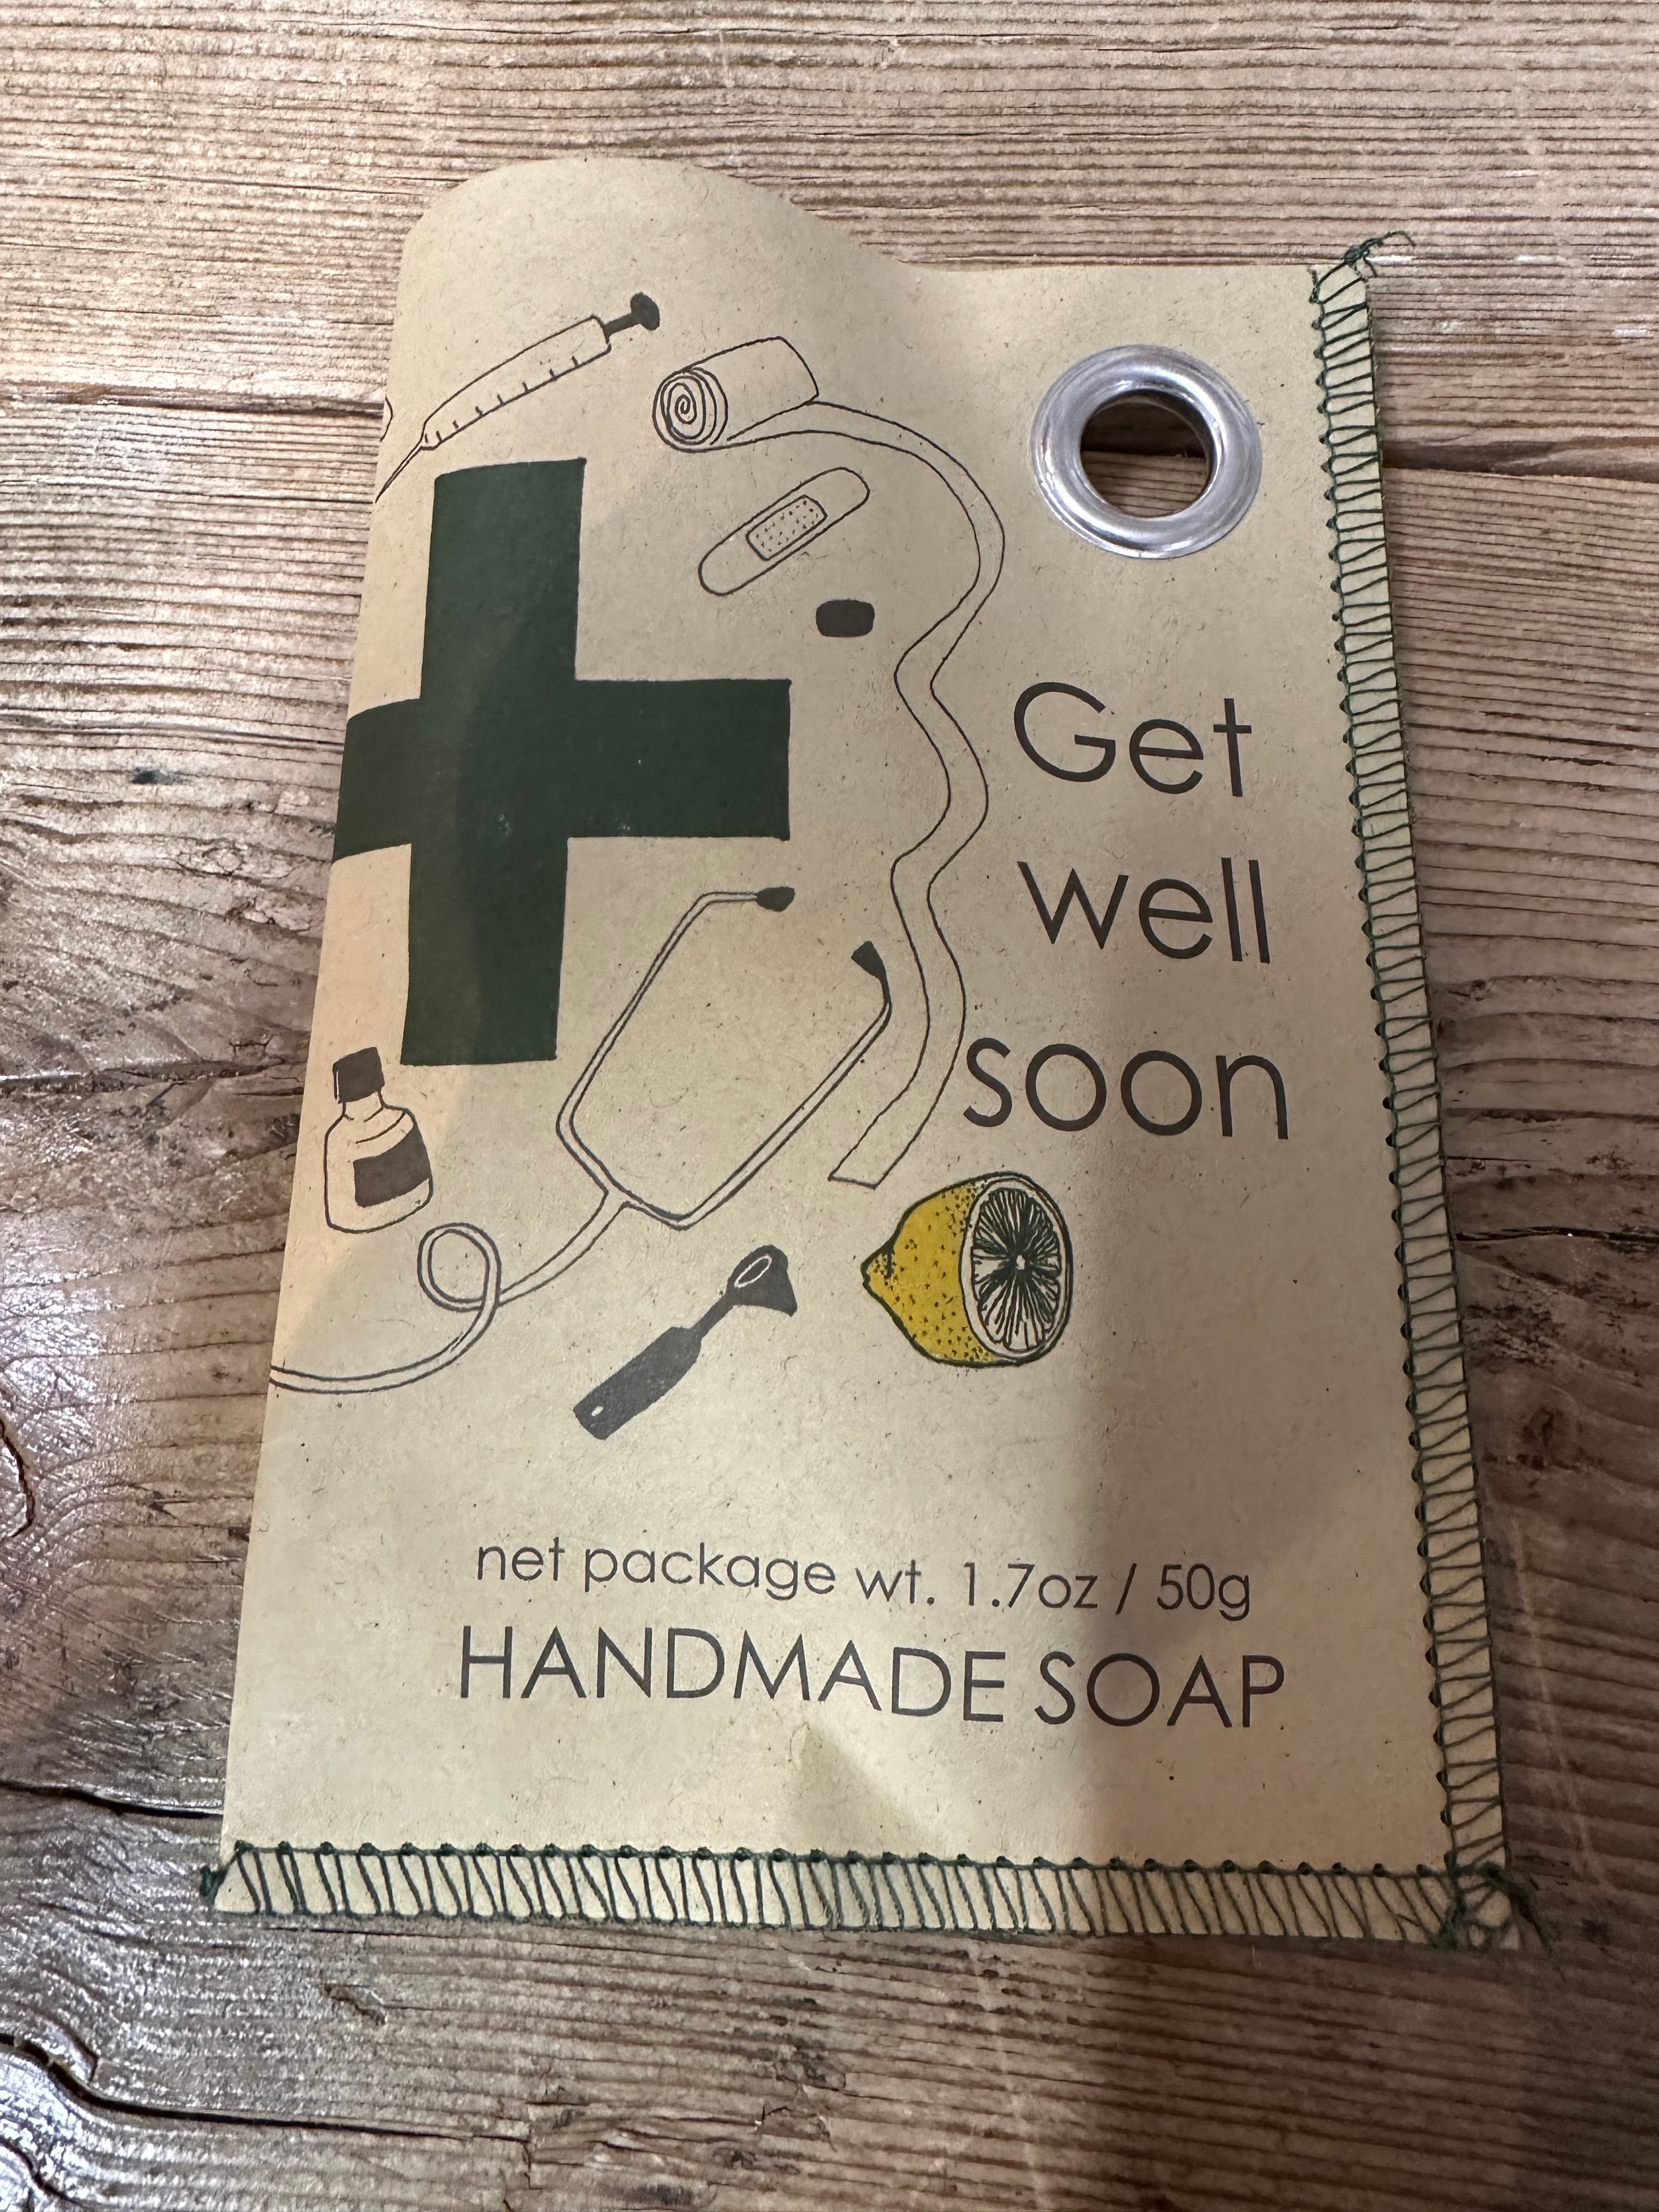 Get
well
soon
net package wt. 1.7oz / 50g
HANDMADE SOAP